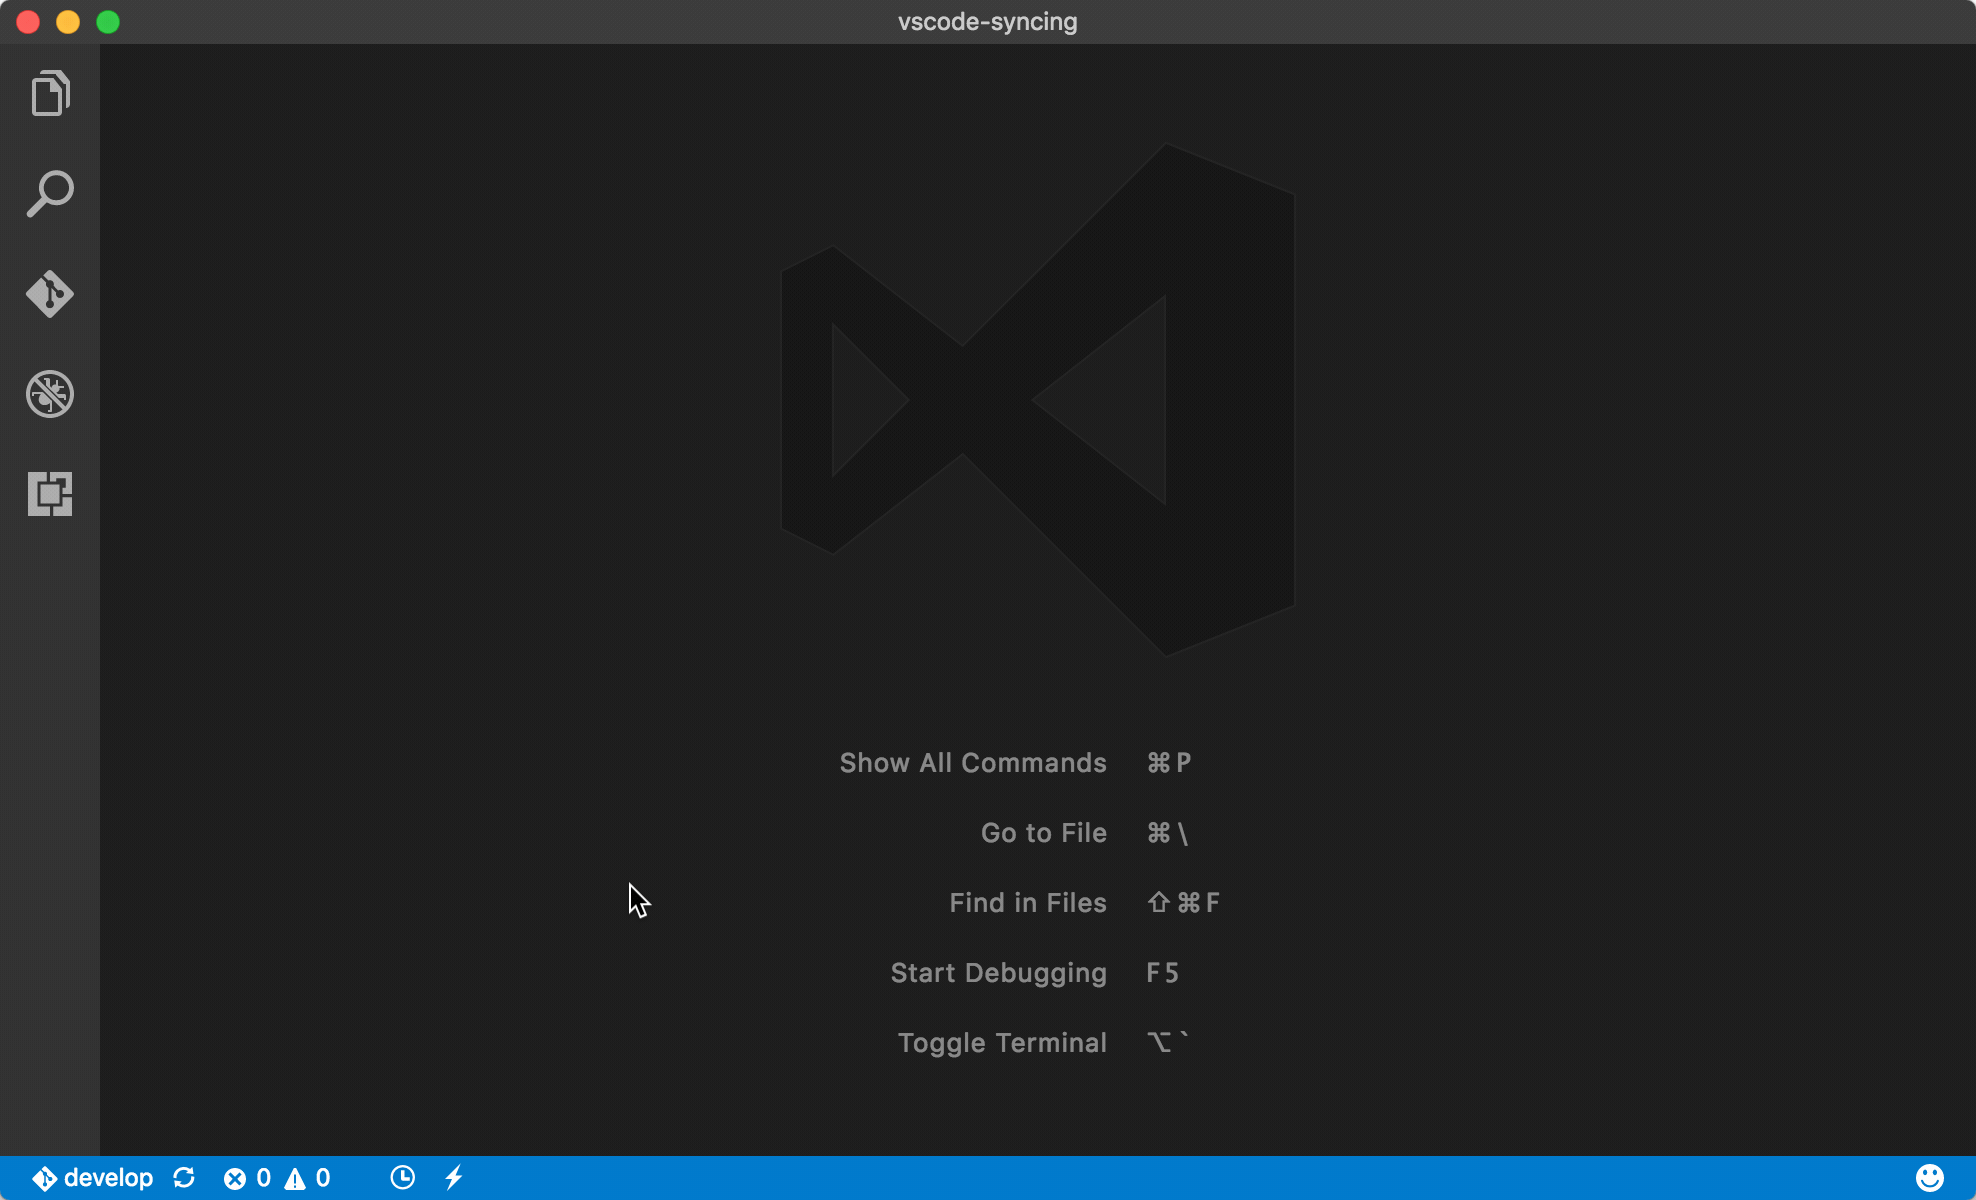 vscode-syncing
Show All Commands ⌘P
Go to File ⌘\
Find in Files ⇧⌘F
Start Debugging F5
Toggle Terminal ⌥`
develop 0 0